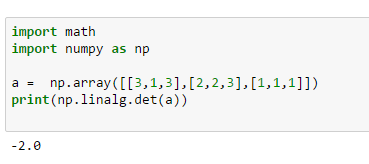 import math
import numpy as np
a =  np.array([[3,1,3],[2,2,3],[1,1,1]])
print(np.linalg.det(a))
-2.0